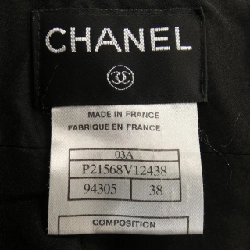 CHANEL
MADE IN FRANCE
FABRIQUE EN FRANCE
03A
P21568V12438
94305 38
COMPOSITION